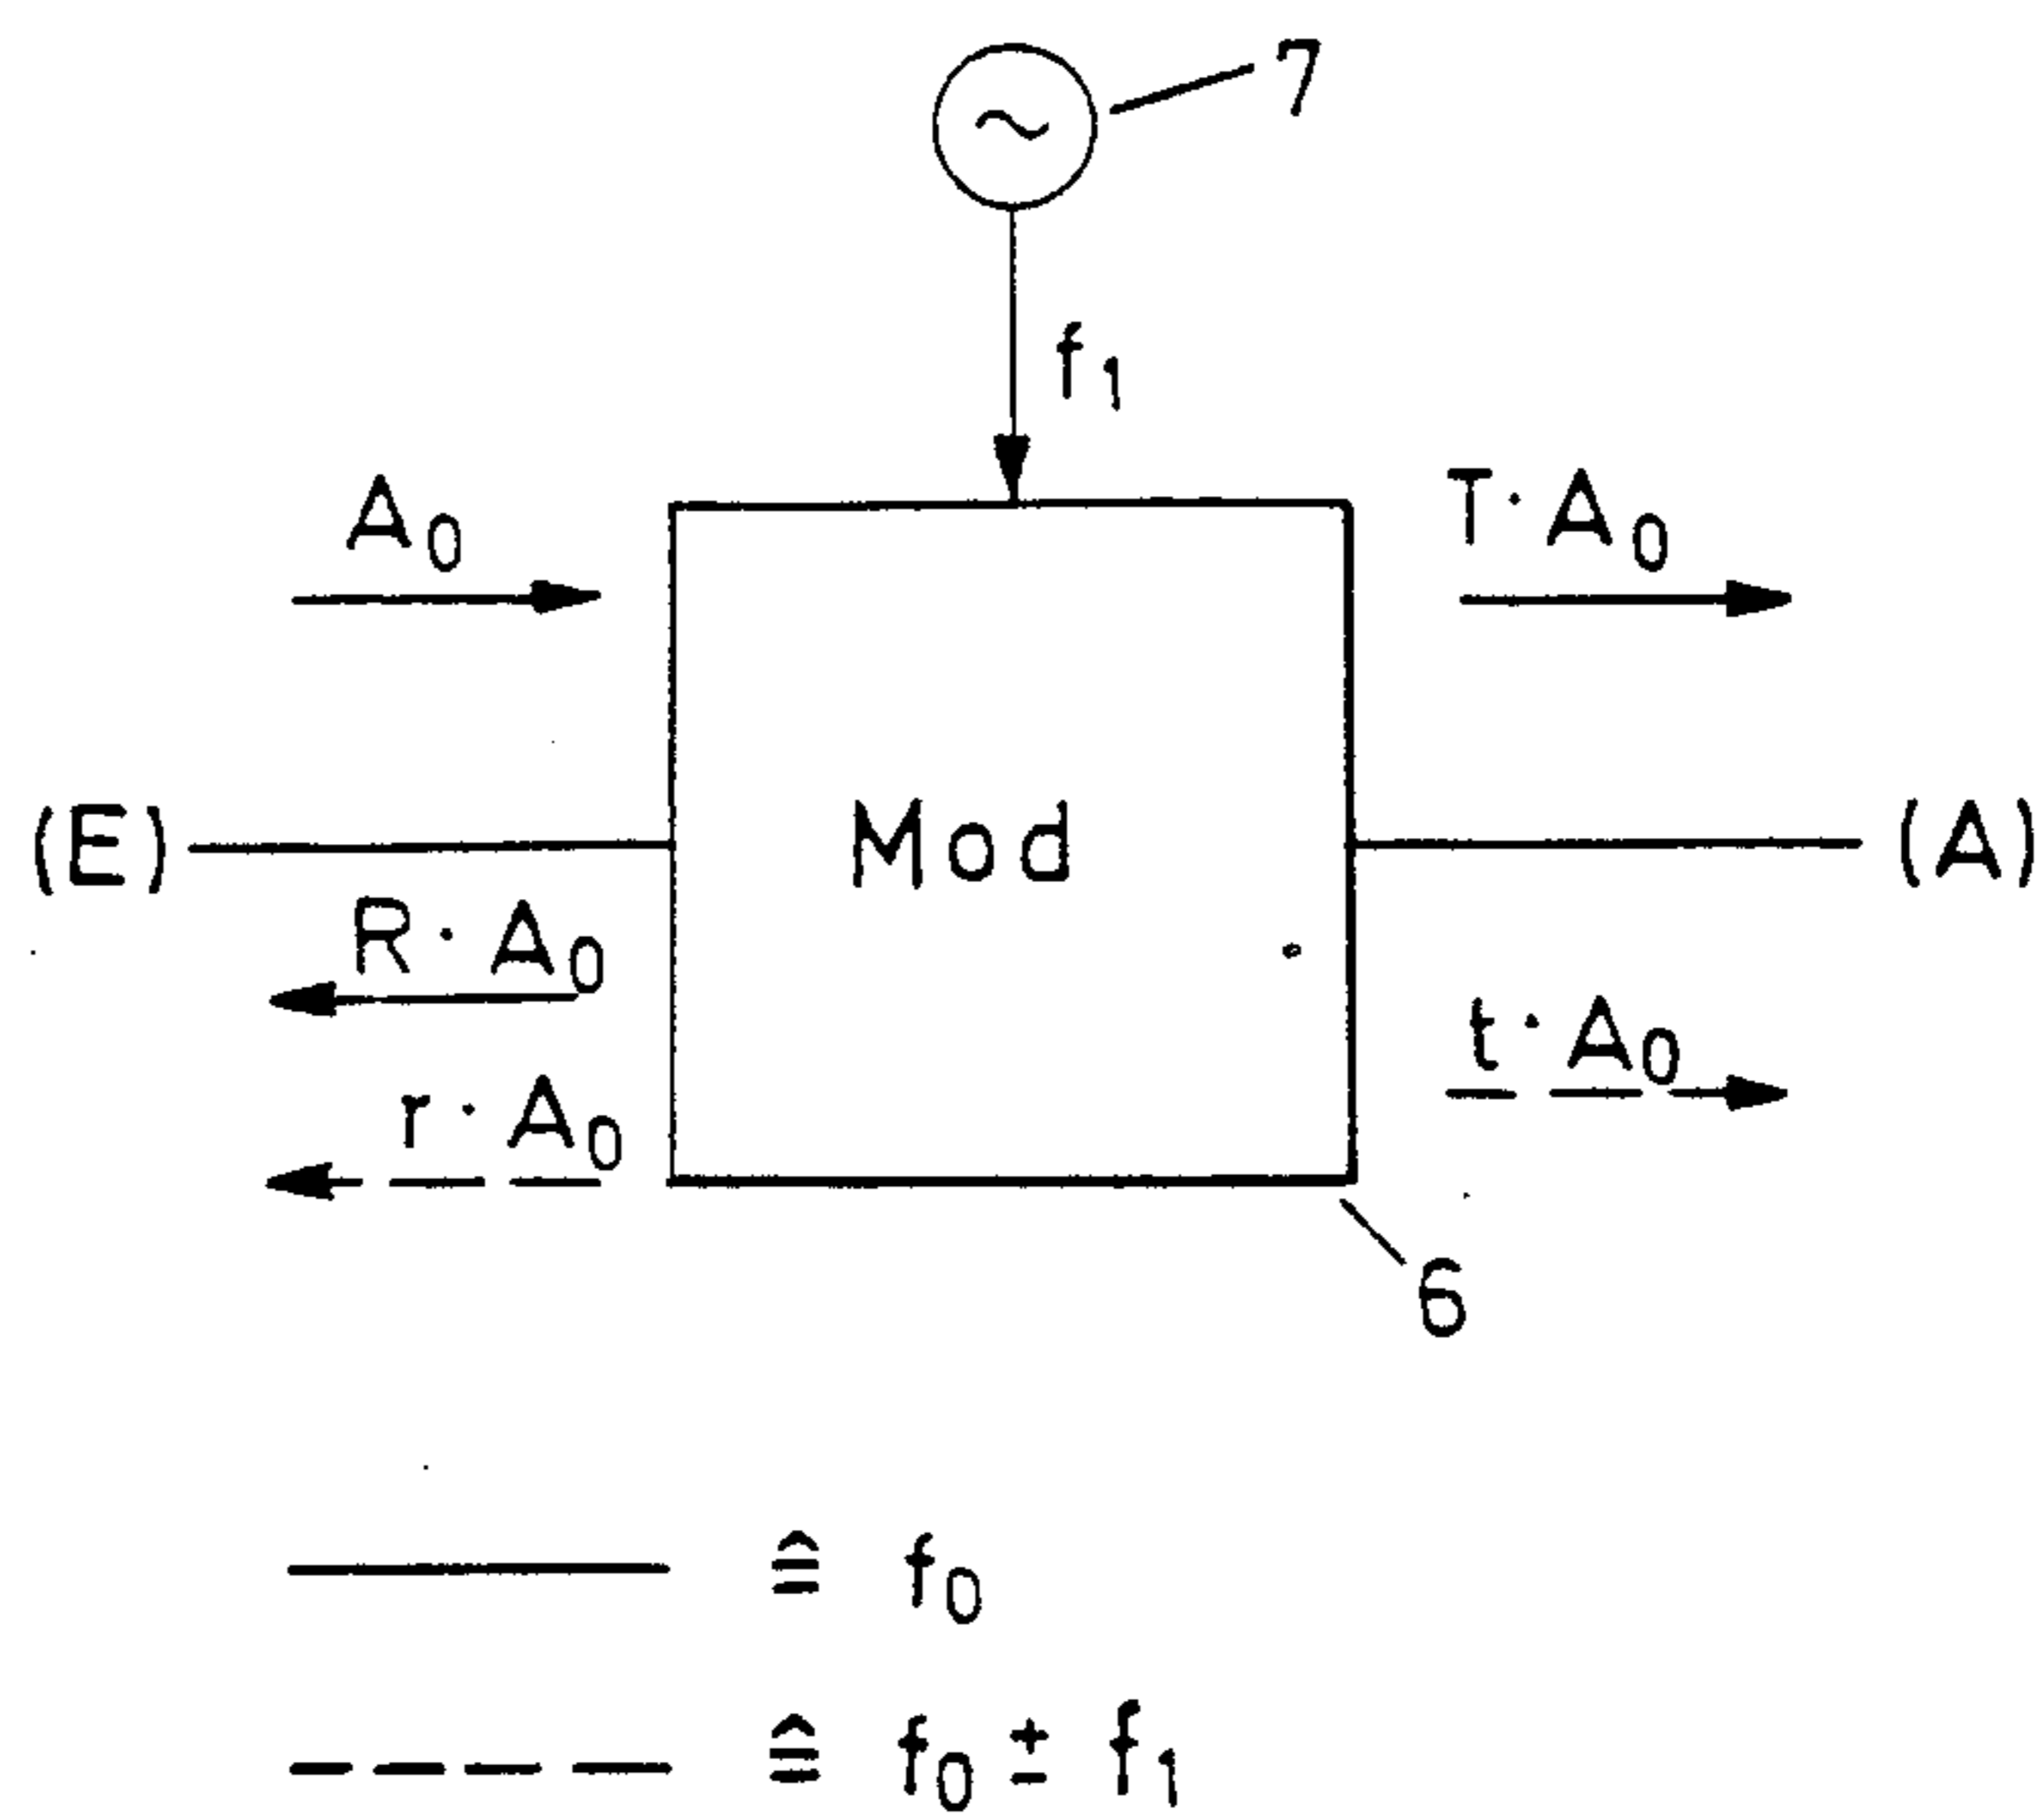 7
f₁
A₀
T·A₀
(E)
Mod
(A)
R·A₀
t·A₀
r·A₀
6
≙ f₀
≙ f₀ ± f₁